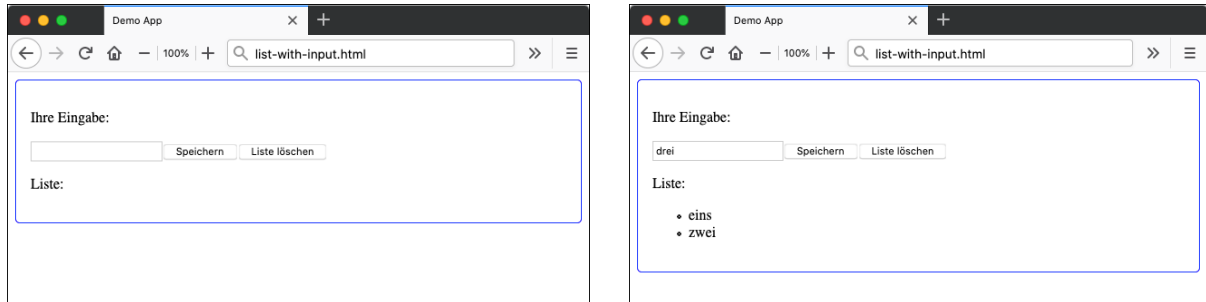 Demo App
100%
list-with-input.html
Ihre Eingabe:
Speichern Liste löschen
Liste:
Demo App
100%
list-with-input.html
Ihre Eingabe:
drei Speichern Liste löschen
Liste:
eins
zwei